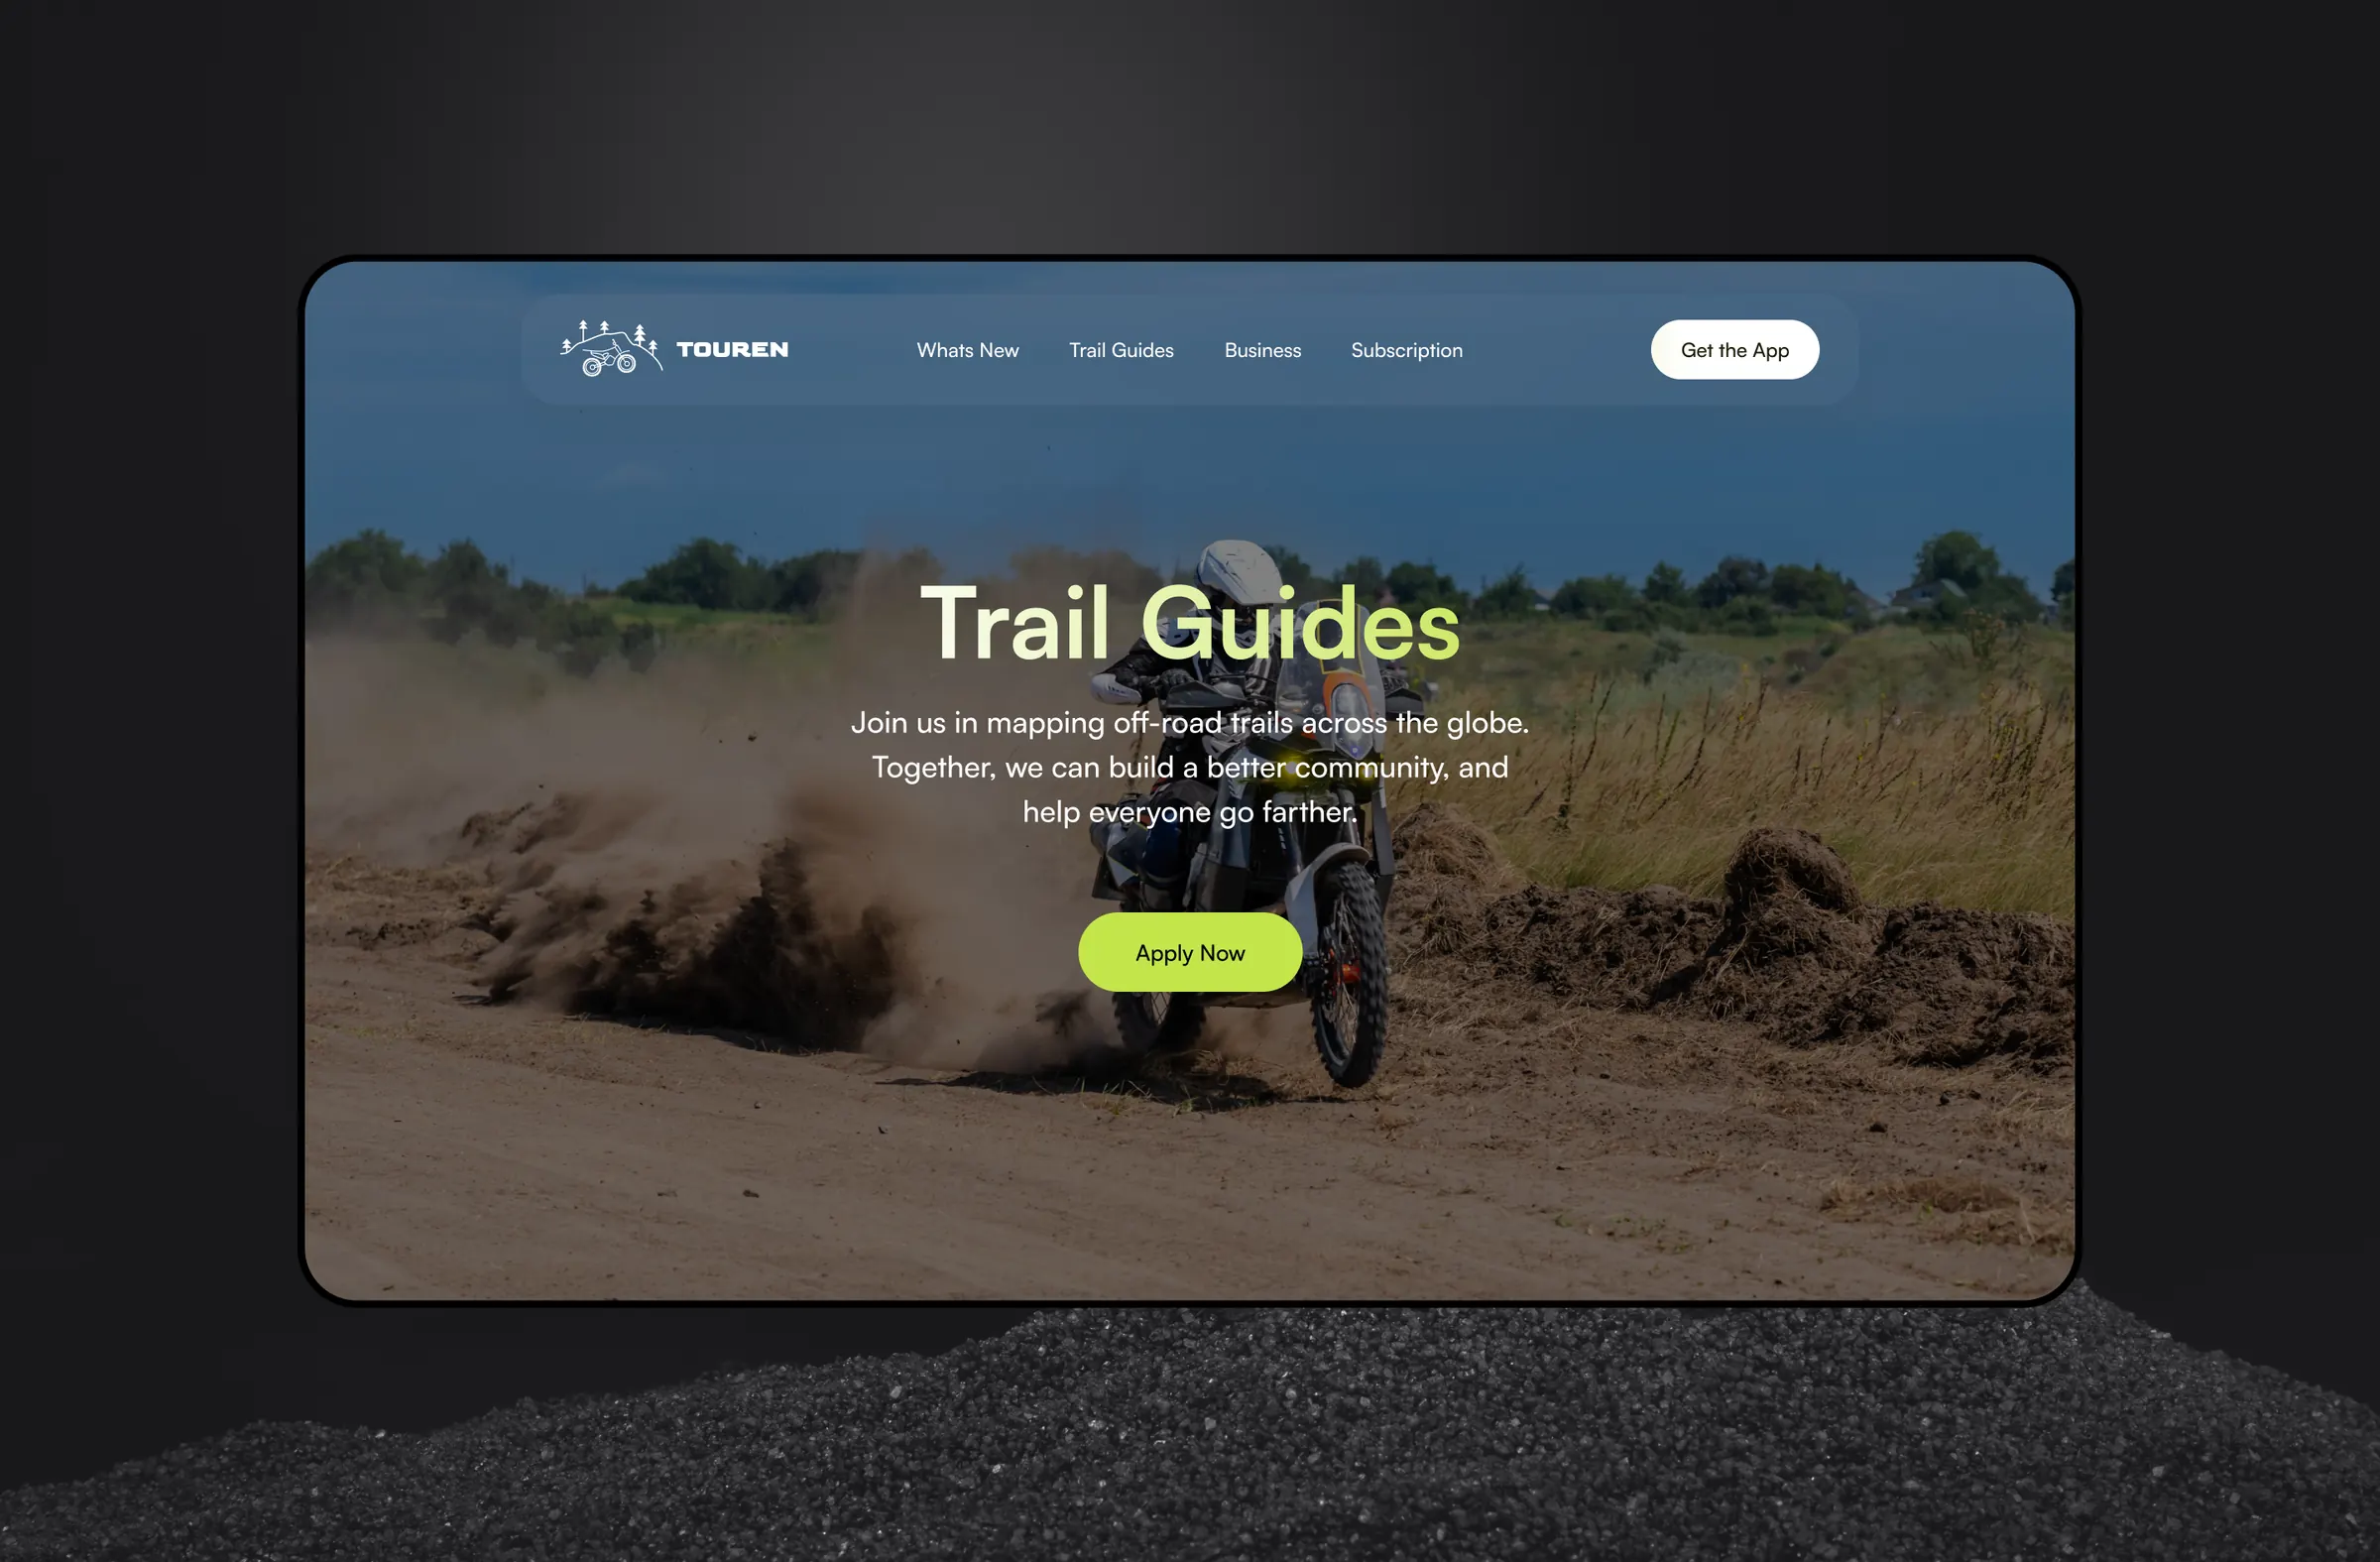 TOUREN
Whats New
Trail Guides
Business
Subscription
Get the App
Trail Guides
Join us in mapping off-road trails across the globe.
Together, we can build a better community, and
help everyone go farther.
Apply Now